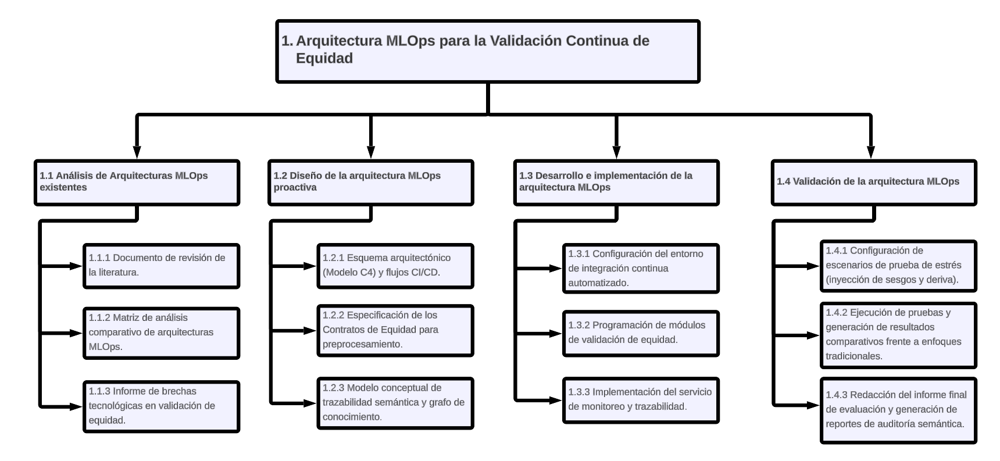 1. Arquitectura MLOps para la Validación Continua de
Equidad
1.1 Análisis de Arquitecturas MLOps
existentes
1.1.1 Documento de revisión de
la literatura.
1.1.2 Matriz de análisis
comparativo de arquitecturas
MLOps.
1.1.3 Informe de brechas
tecnológicas en validación de
equidad.
1.2 Diseño de la arquitectura MLOps
proactiva
1.2.1 Esquema arquitectónico
(Modelo C4) y flujos CI/CD.
1.2.2 Especificación de los
Contratos de Equidad para
preprocesamiento.
1.2.3 Modelo conceptual de
trazabilidad semántica y grafo de
conocimiento.
1.3 Desarrollo e implementación de la
arquitectura MLOps
1.3.1 Configuración del entorno
de integración continua
automatizado.
1.3.2 Programación de módulos
de validación de equidad.
1.3.3 Implementación del servicio
de monitoreo y trazabilidad.
1.4 Validación de la arquitectura MLOps
1.4.1 Configuración de
escenarios de prueba de estrés
(inyección de sesgos y deriva).
1.4.2 Ejecución de pruebas y
generación de resultados
comparativos frente a enfoques
tradicionales.
1.4.3 Redacción del informe final
de evaluación y generación de
reportes de auditoría semántica.